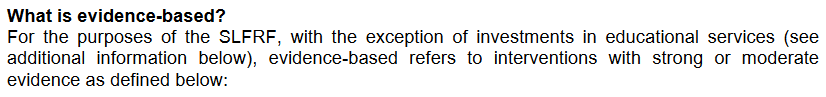 What is evidence-based?
For the purposes of the SLFRF, with the exception of investments in educational services (see
additional information below), evidence-based refers to interventions with strong or moderate
evidence as defined below: